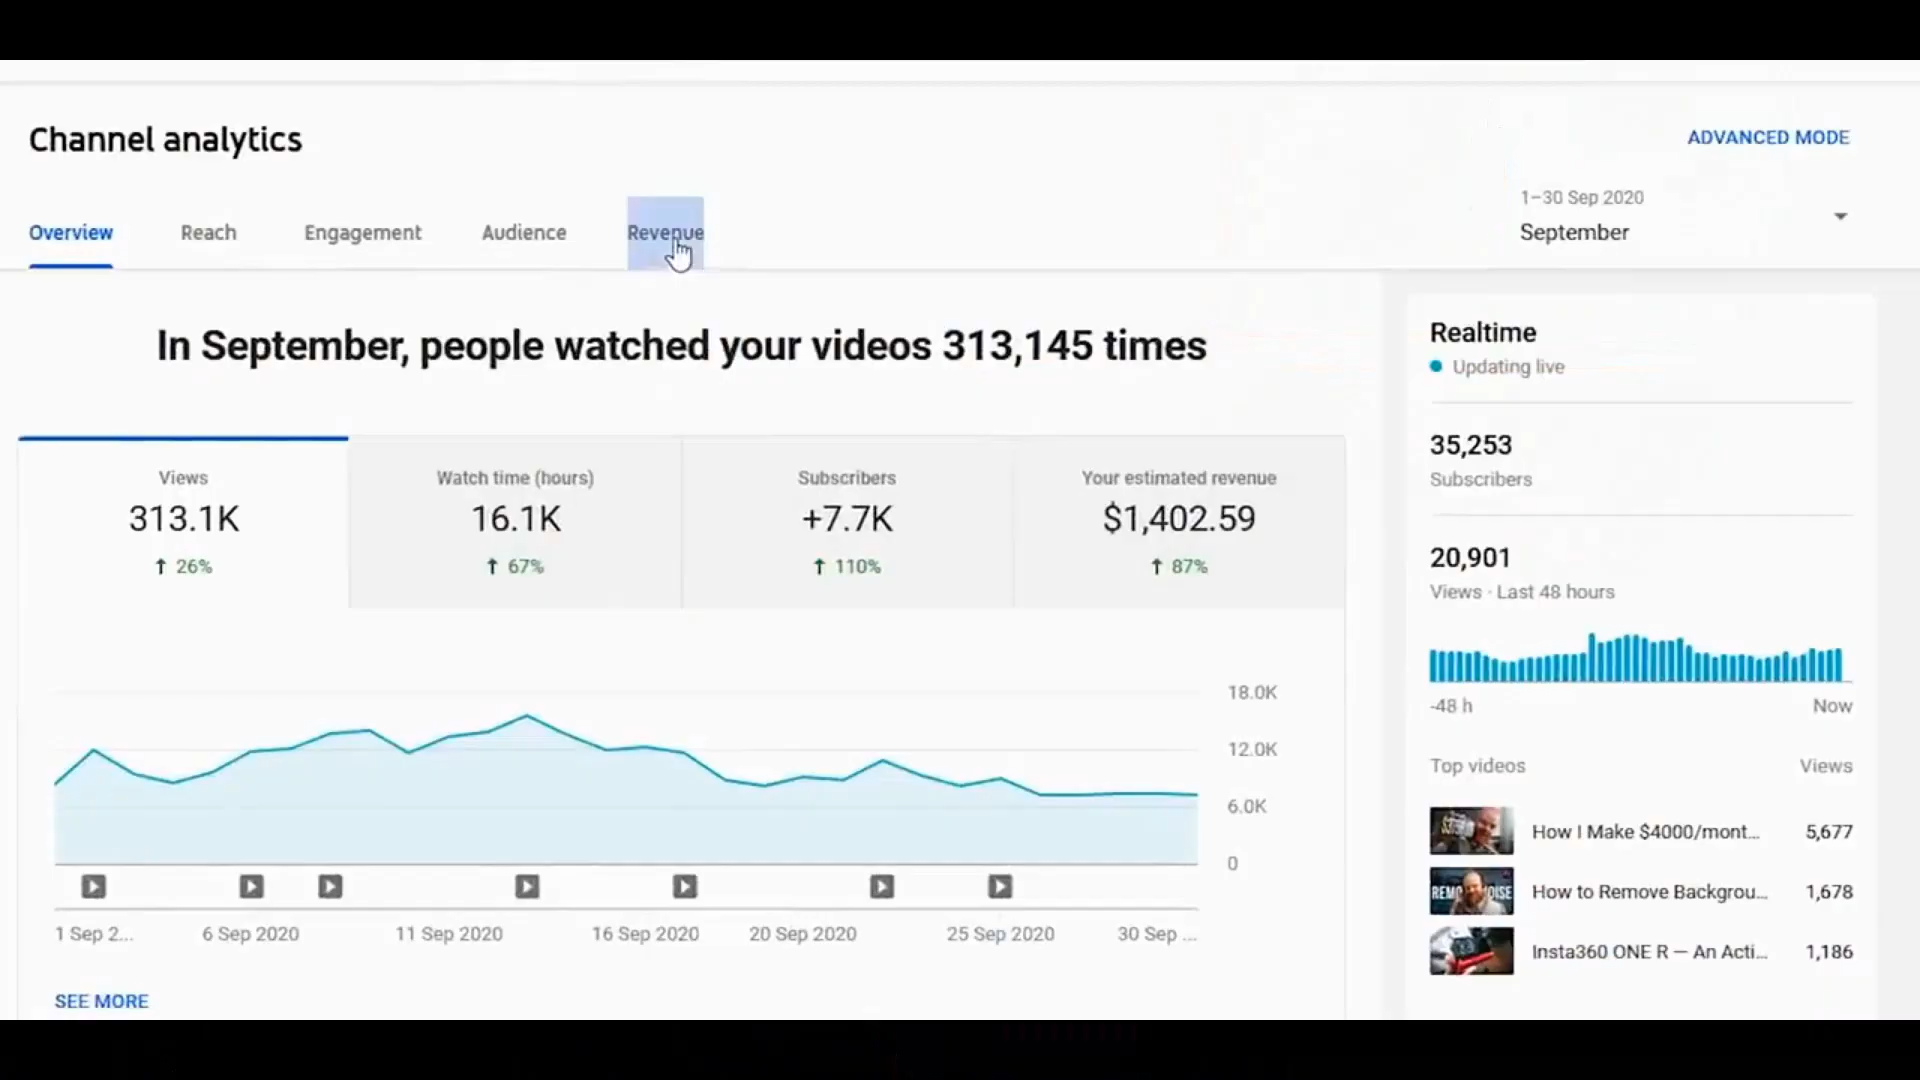 Channel analytics
ADVANCED MODE
1–30 Sep 2020
September
Overview
Reach
Engagement
Audience
Revenue
In September, people watched your videos 313,145 times
Views
313.1K
↑ 26%
Watch time (hours)
16.1K
↑ 67%
Subscribers
+7.7K
↑ 110%
Your estimated revenue
$1,402.59
↑ 87%
18.0K
12.0K
6.0K
0
1 Sep 2...
6 Sep 2020
11 Sep 2020
16 Sep 2020
20 Sep 2020
25 Sep 2020
30 Sep ...
SEE MORE
Realtime
Updating live
35,253
Subscribers
20,901
Views · Last 48 hours
-48 h
Now
Top videos
Views
How I Make $4000/mont...
5,677
How to Remove Backgrou...
1,678
Insta360 ONE R — An Acti...
1,186